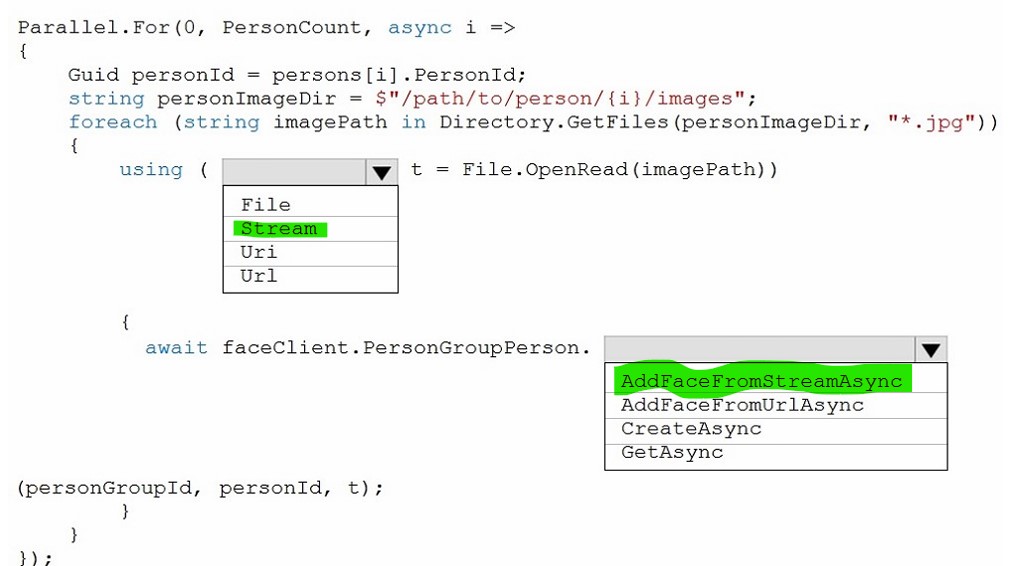 Parallel.For(0, PersonCount, async i =>
{
Guid personId = persons[i].PersonId;
string personImageDir = $"/path/to/person/{i}/images";
foreach (string imagePath in Directory.GetFiles(personImageDir, "*.jpg"))
{
using ( t = File.OpenRead(imagePath))
File
Stream
Uri
Url
{
await faceClient.PersonGroupPerson.
AddFaceFromStreamAsync
AddFaceFromUrlAsync
CreateAsync
GetAsync
(personGroupId, personId, t);
}
}
});